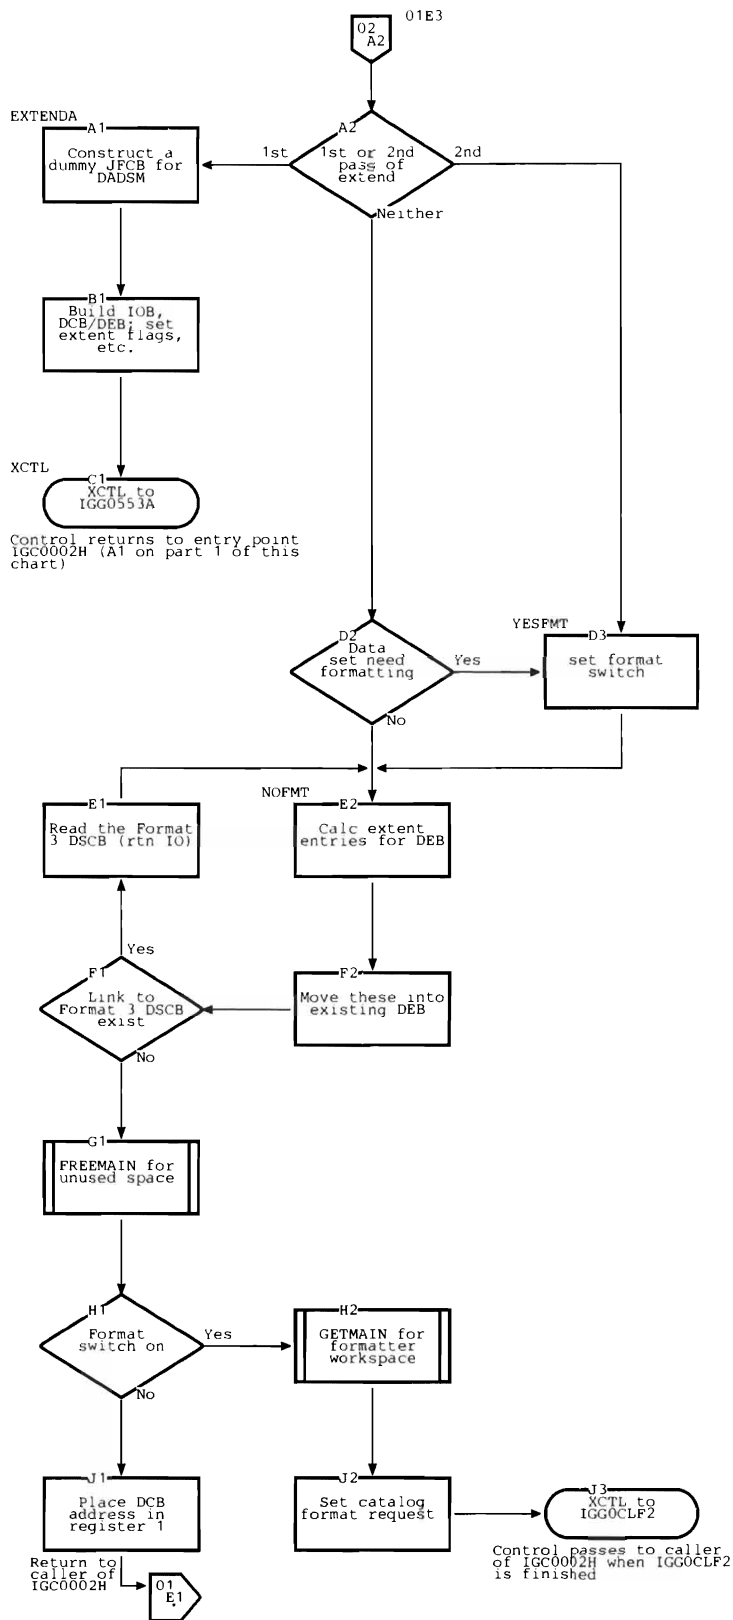 02
A2
01E3
EXTENDA
A1
Construct a
dummy JFCB for
DADSM
1st
A2
1st or 2nd
pass of
extend
2nd
Neither
B1
Build IOB,
DCB/DEB; set
extent flags,
etc.
XCTL
C1
XCTL to
IGG0553A
Control returns to entry point
IGC0002H (A1 on part 1 of this
chart)
D2
Data
set need
formatting
Yes
No
YESFMT
D3
set format
switch
E1
Read the Format
3 DSCB (rtn IO)
NOFMT
E2
Calc extent
entries for DEB
Yes
F1
Link to
Format 3 DSCB
exist
No
F2
Move these into
existing DEB
G1
FREEMAIN for
unused space
H1
Format
switch on
Yes
No
H2
GETMAIN for
formatter
workspace
J1
Place DCB
address in
register 1
J2
Set catalog
format request
J3
XCTL to
IGG0CLF2
Return to
caller of
IGC0002H
01
E1
Control passes to caller
of IGC0002H when IGG0CLF2
is finished